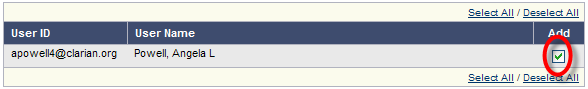 Select All / Deselect All
User ID User Name Add
apowell4@clarian.org Powell, Angela L
Select All / Deselect All